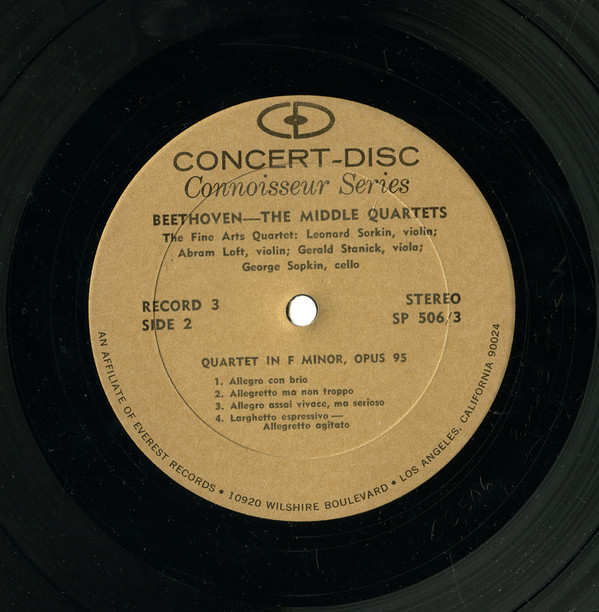 CD
CONCERT-DISC
Connoisseur Series
BEETHOVEN—THE MIDDLE QUARTETS
The Fine Arts Quartet: Leonard Sorkin, violin;
Abram Loft, violin; Gerald Stanick, viola;
George Sopkin, cello
RECORD 3
SIDE 2
STEREO
SP 506/3
QUARTET IN F MINOR, OPUS 95
1. Allegro con brio
2. Allegretto ma non troppo
3. Allegro assai vivace, ma serioso
4. Larghetto espressivo—
Allegretto agitato
AN AFFILIATE OF EVEREST RECORDS • 10920 WILSHIRE BOULEVARD • LOS ANGELES, CALIFORNIA 90024